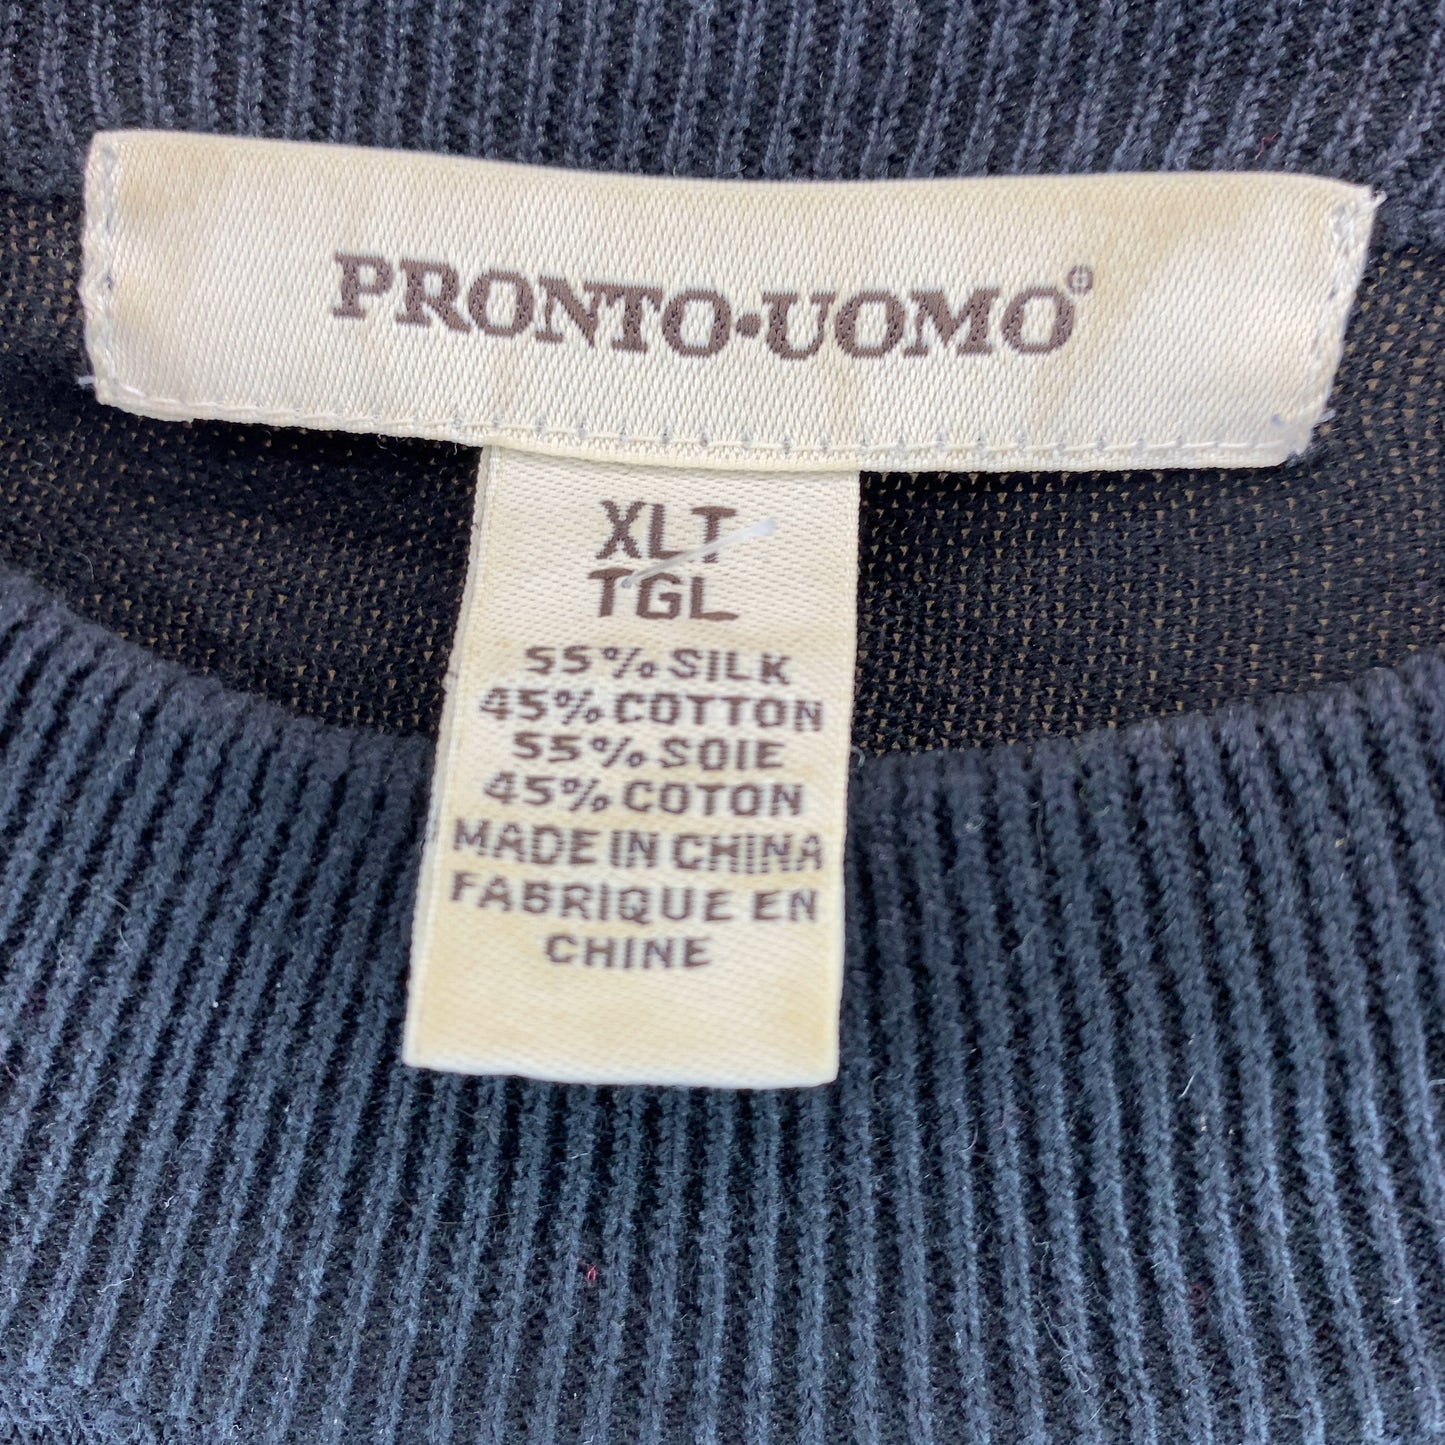 PRONTO·UOMO®
XLT
TGL
55% SILK
45% COTTON
55% SOIE
45% COTON
MADE IN CHINA
FABRIQUE EN
CHINE